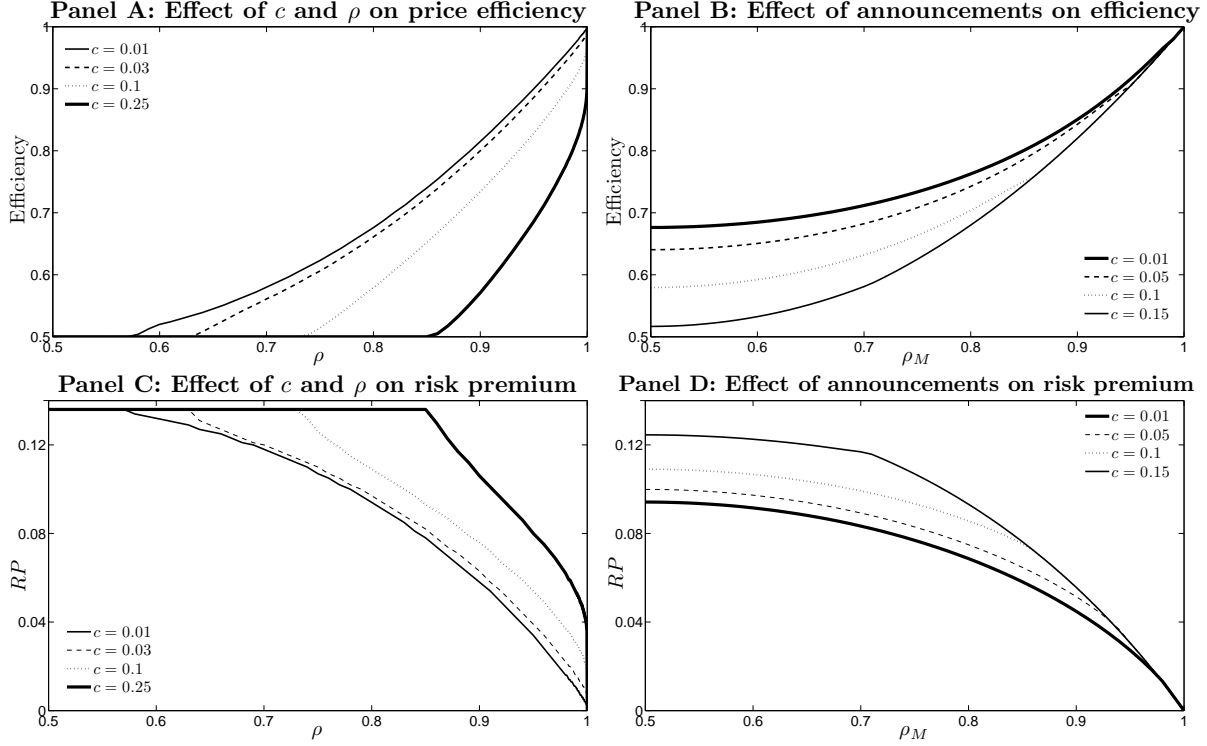 Panel A: Effect of c and ρ on price efficiency
1
0.9
0.8
0.7
0.6
0.5
Efficiency
c = 0.01
c = 0.03
c = 0.1
c = 0.25
0.5 0.6 0.7 0.8 0.9 1
ρ
Panel B: Effect of announcements on efficiency
1
0.9
0.8
0.7
0.6
0.5
Efficiency
c = 0.01
c = 0.05
c = 0.1
c = 0.15
0.5 0.6 0.7 0.8 0.9 1
ρ_M
Panel C: Effect of c and ρ on risk premium
0.12
0.08
0.04
0
RP
c = 0.01
c = 0.03
c = 0.1
c = 0.25
0.5 0.6 0.7 0.8 0.9 1
ρ
Panel D: Effect of announcements on risk premium
0.12
0.08
0.04
0
RP
c = 0.01
c = 0.05
c = 0.1
c = 0.15
0.5 0.6 0.7 0.8 0.9 1
ρ_M